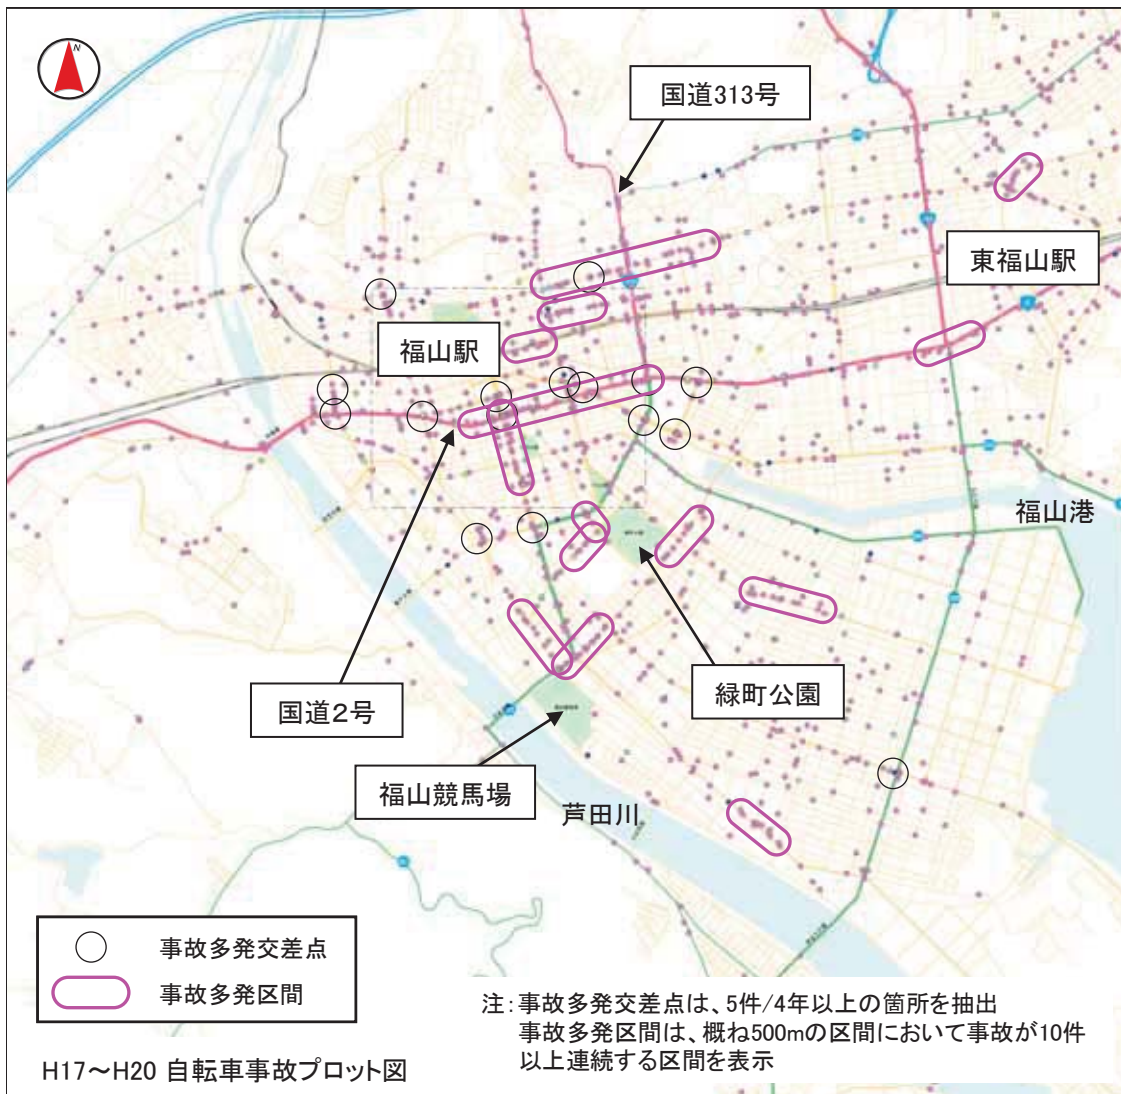 N
国道313号
東福山駅
福山駅
福山港
緑町公園
国道2号
福山競馬場
芦田川
事故多発交差点
事故多発区間
注:事故多発交差点は、5件/4年以上の箇所を抽出
事故多発区間は、概ね500mの区間において事故が10件
以上連続する区間を表示
H17～H20 自転車事故プロット図